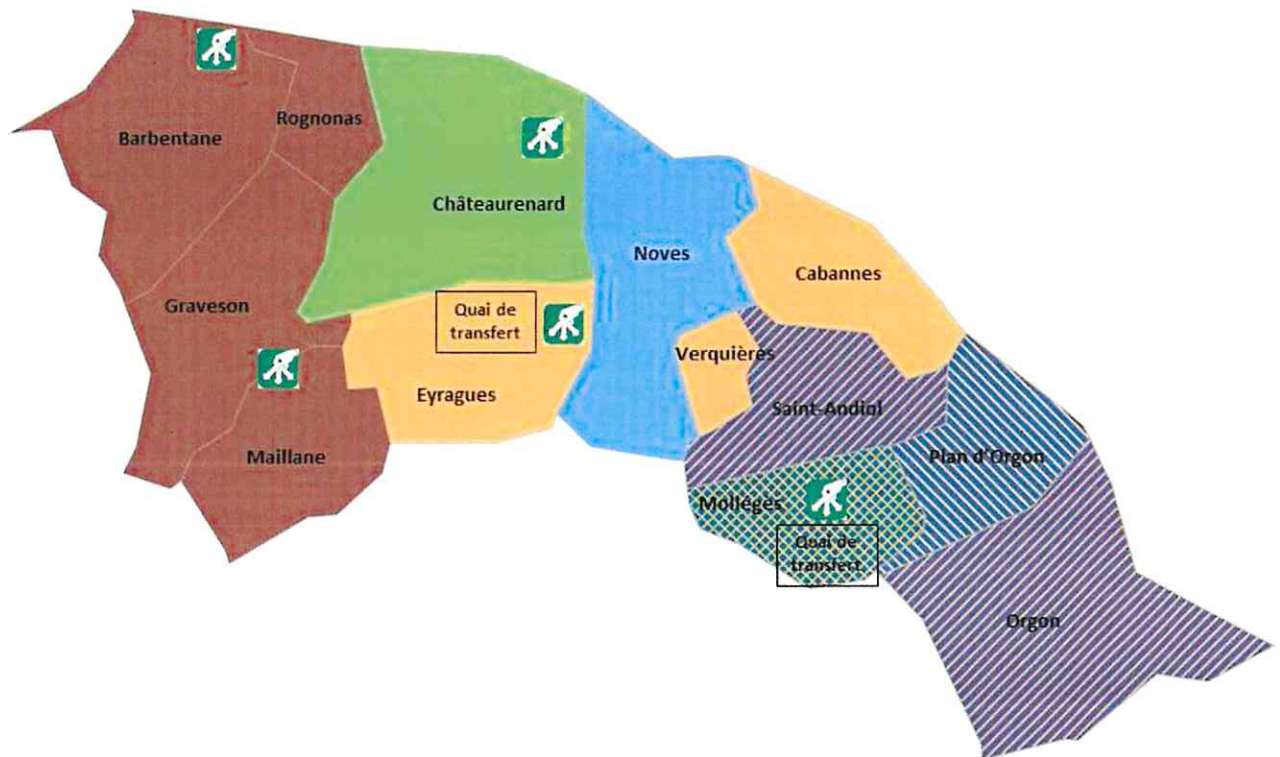 Rognonas
Barbentane
Châteaurenard
Noves
Cabannes
Graveson
Quai de
transfert
Verquières
Eyragues
Saint-Andiol
Maillane
Plan d'Orgon
Mollégès
Quai de
transfert
Orgon